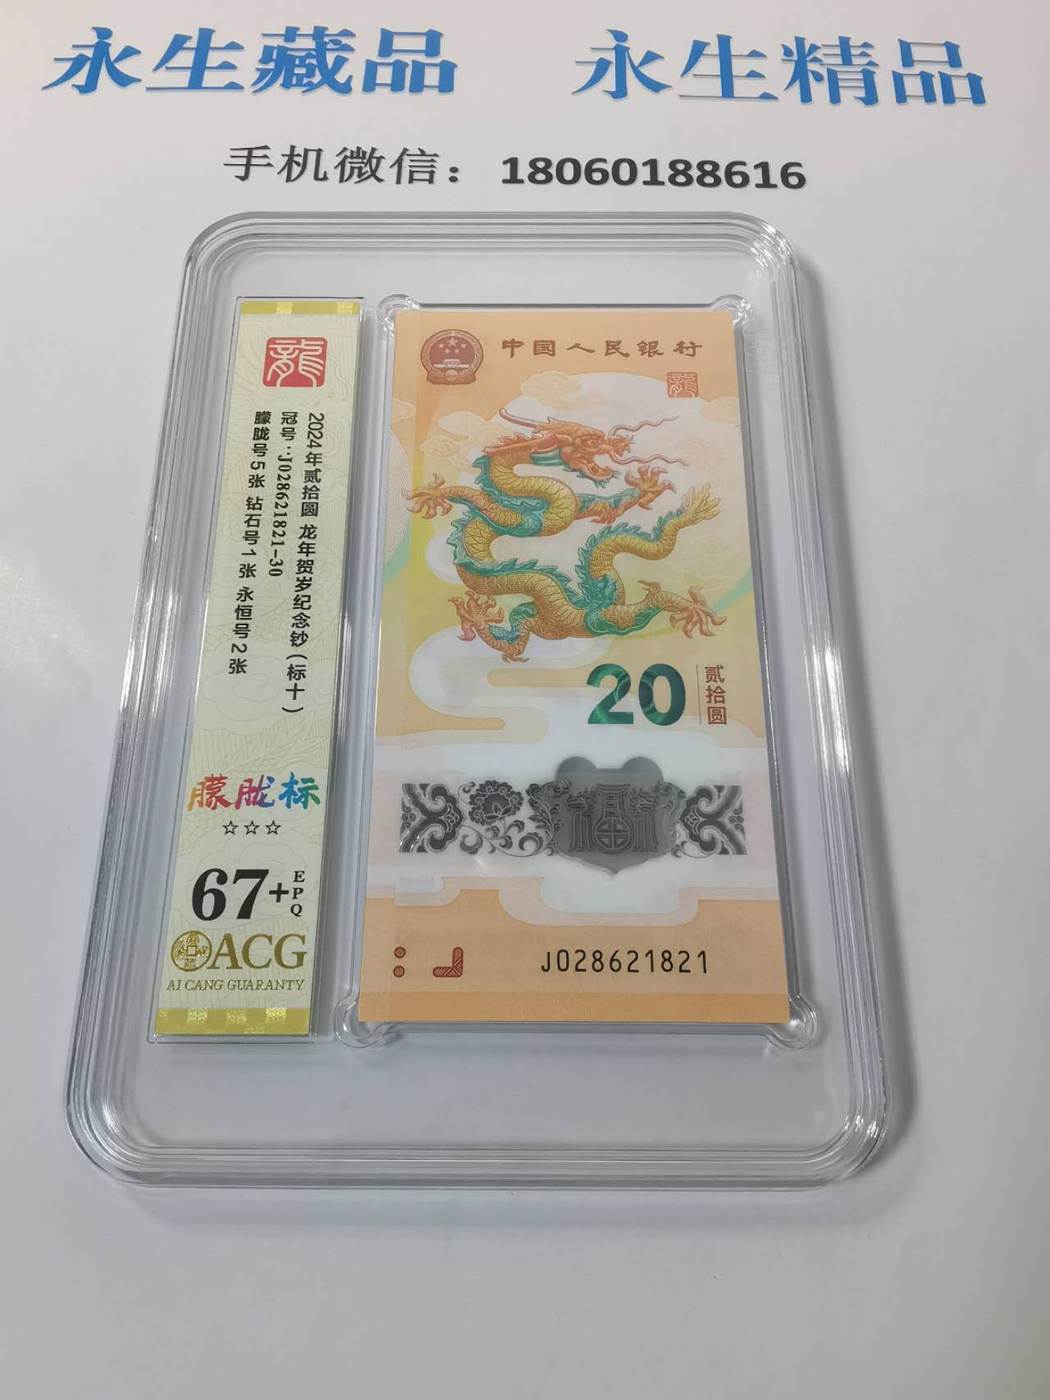 永生藏品 永生精品
手机微信：18060188616
龍
2024年贰拾圆 龙年贺岁纪念钞（标十）
冠号：J028621821-30
朦胧号5张 钻石号1张 永恒号2张
朦胧标
☆☆☆
67+EPQ
ACG
AI CANG GUARANTY
中国人民银行
龍
20 贰拾圆
J028621821